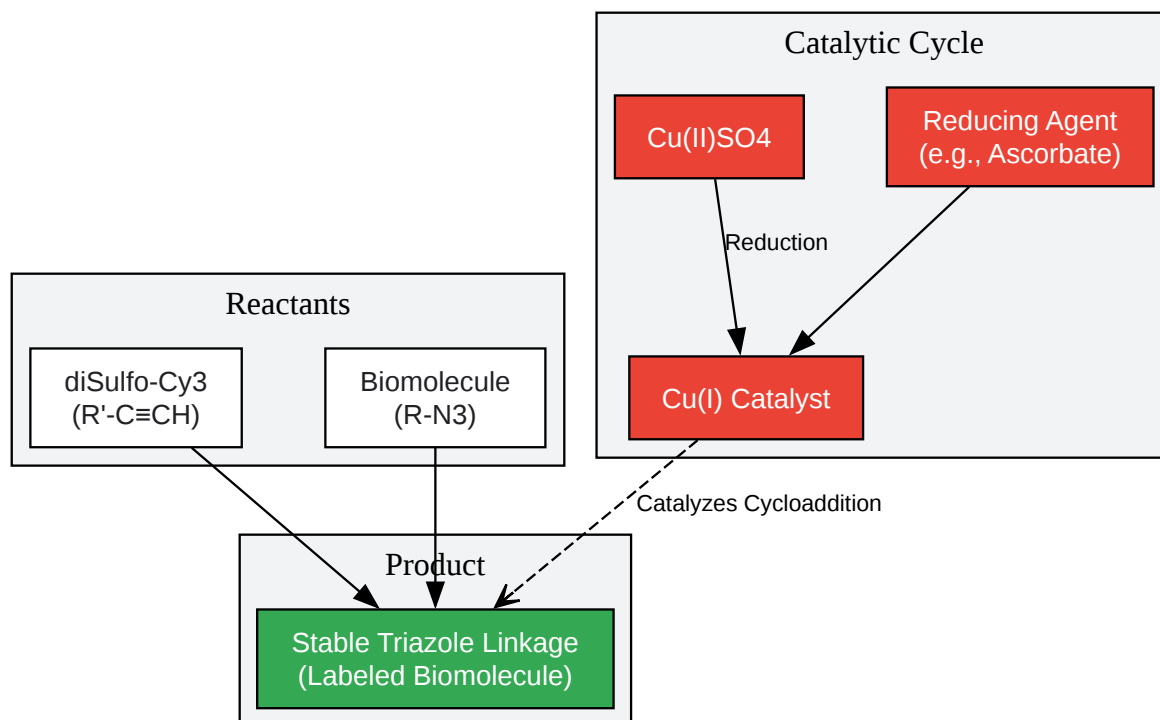 Catalytic Cycle
Cu(II)SO4
Reducing Agent
(e.g., Ascorbate)
Reduction
Cu(I) Catalyst
Reactants
diSulfo-Cy3
(R'-C≡CH)
Biomolecule
(R-N3)
Catalyzes Cycloaddition
Product
Stable Triazole Linkage
(Labeled Biomolecule)